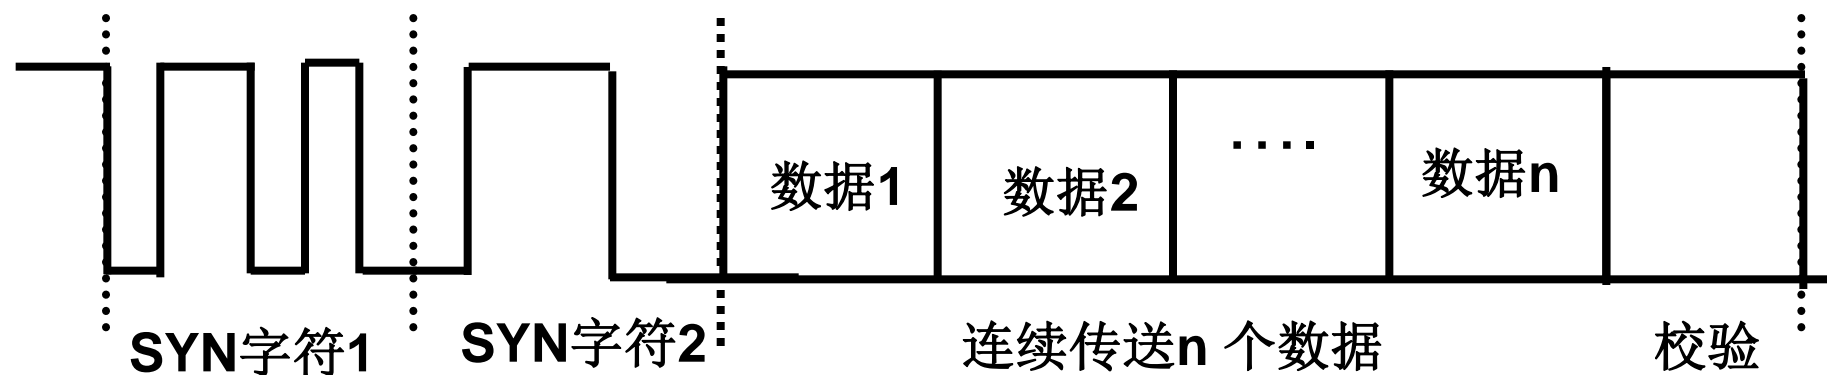 数据1 数据2 .... 数据n
SYN字符1 SYN字符2 连续传送n 个数据 校验